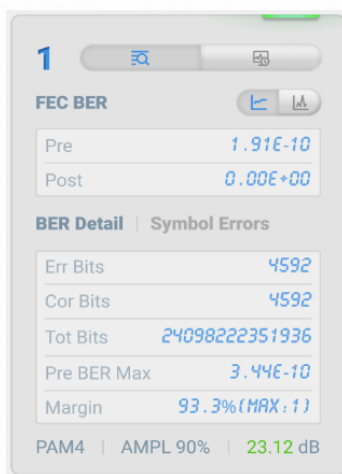 1
FEC BER
Pre 1.91E-10
Post 0.00E+00
BER Detail | Symbol Errors
Err Bits 4592
Cor Bits 4592
Tot Bits 24098222351936
Pre BER Max 3.44E-10
Margin 93.3%(MAX:1)
PAM4 | AMPL 90% | 23.12 dB